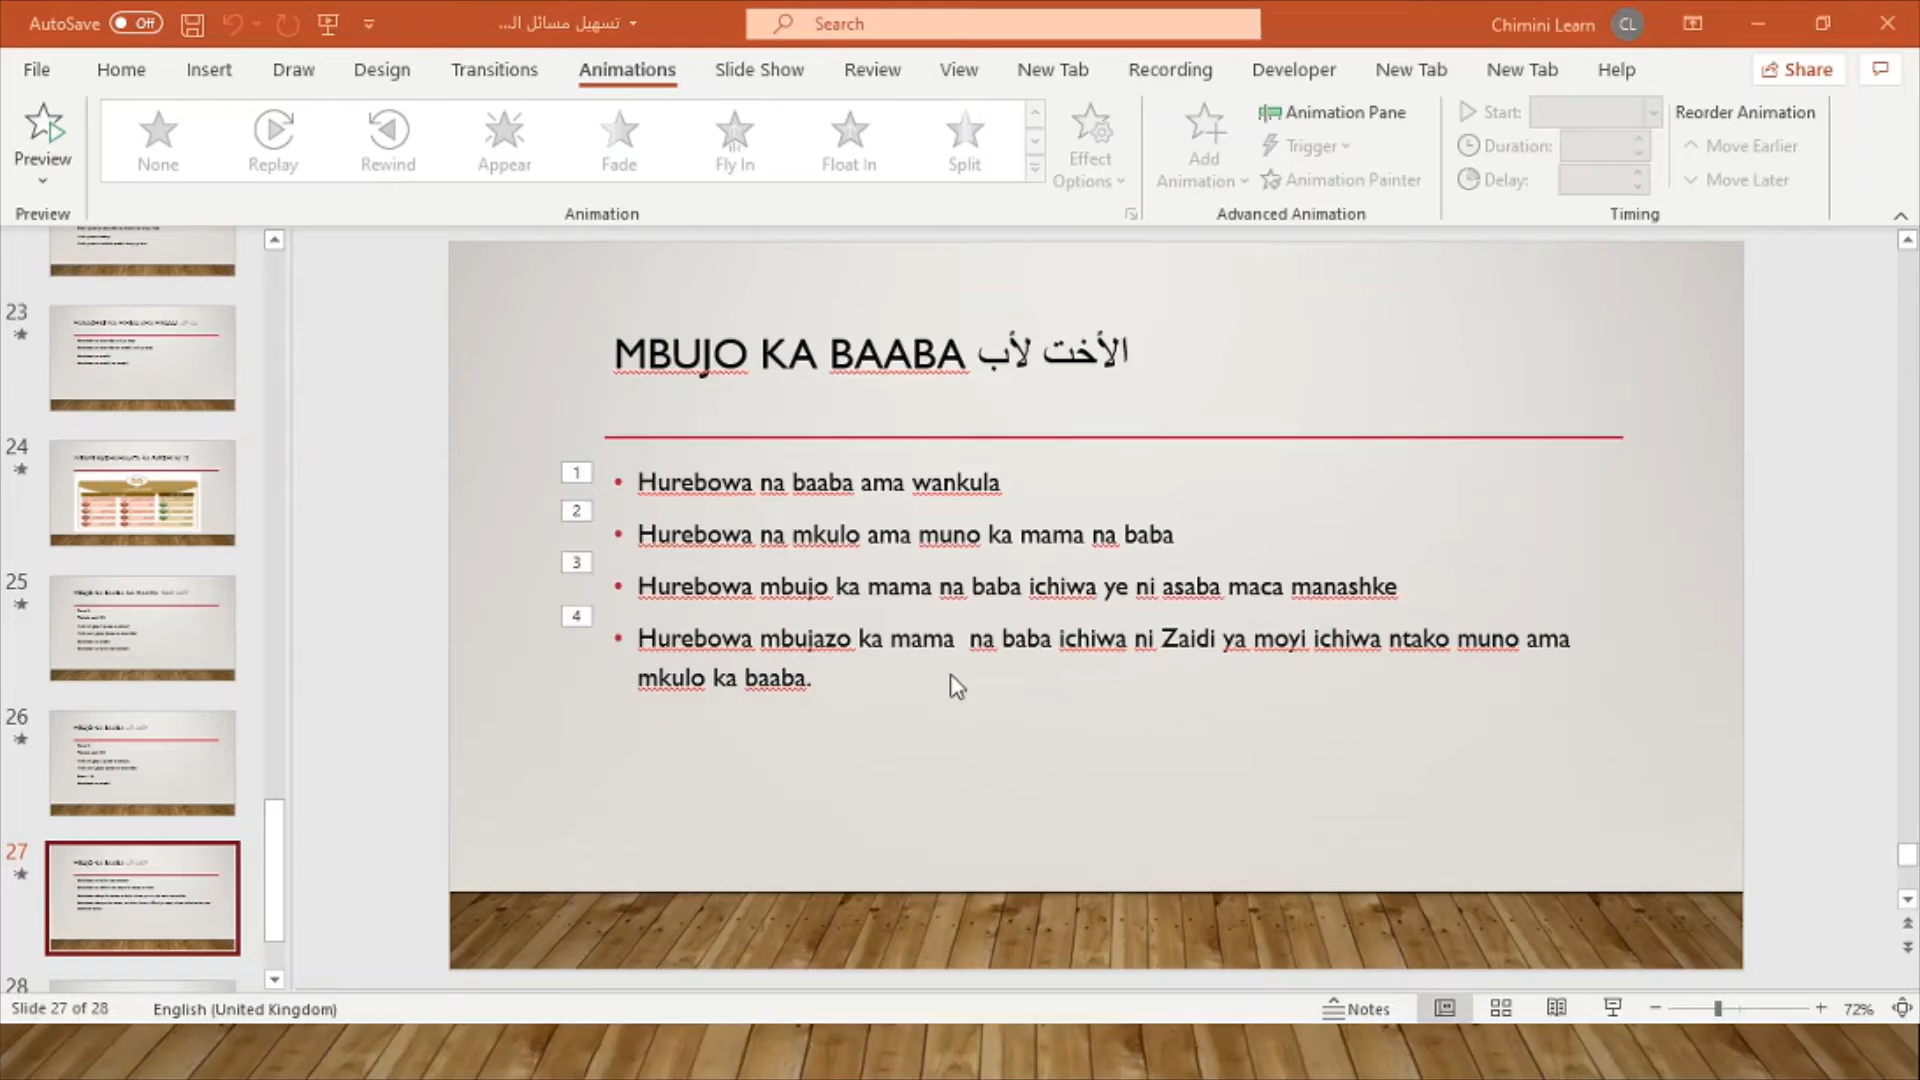 AutoSave Off
تسهيل مسائل الـ...
Search
Chimini Learn CL
File Home Insert Draw Design Transitions Animations Slide Show Review View New Tab Recording Developer New Tab New Tab Help Share
Preview
None Replay Rewind Appear Fade Fly In Float In Split
Effect Options
Add Animation
Animation Pane
Trigger
Animation Painter
Start:
Duration:
Delay:
Reorder Animation
Move Earlier
Move Later
Preview Animation Advanced Animation Timing
23
24
25
26
27
28
MBUJO KA BAABA الأخت لأب
1
• Hurebowa na baaba ama wankula
2
• Hurebowa na mkulo ama muno ka mama na baba
3
• Hurebowa mbujo ka mama na baba ichiwa ye ni asaba maca manashke
4
• Hurebowa mbujazo ka mama na baba ichiwa ni Zaidi ya moyi ichiwa ntako muno ama
mkulo ka baaba.
Slide 27 of 28 English (United Kingdom) Notes 72%